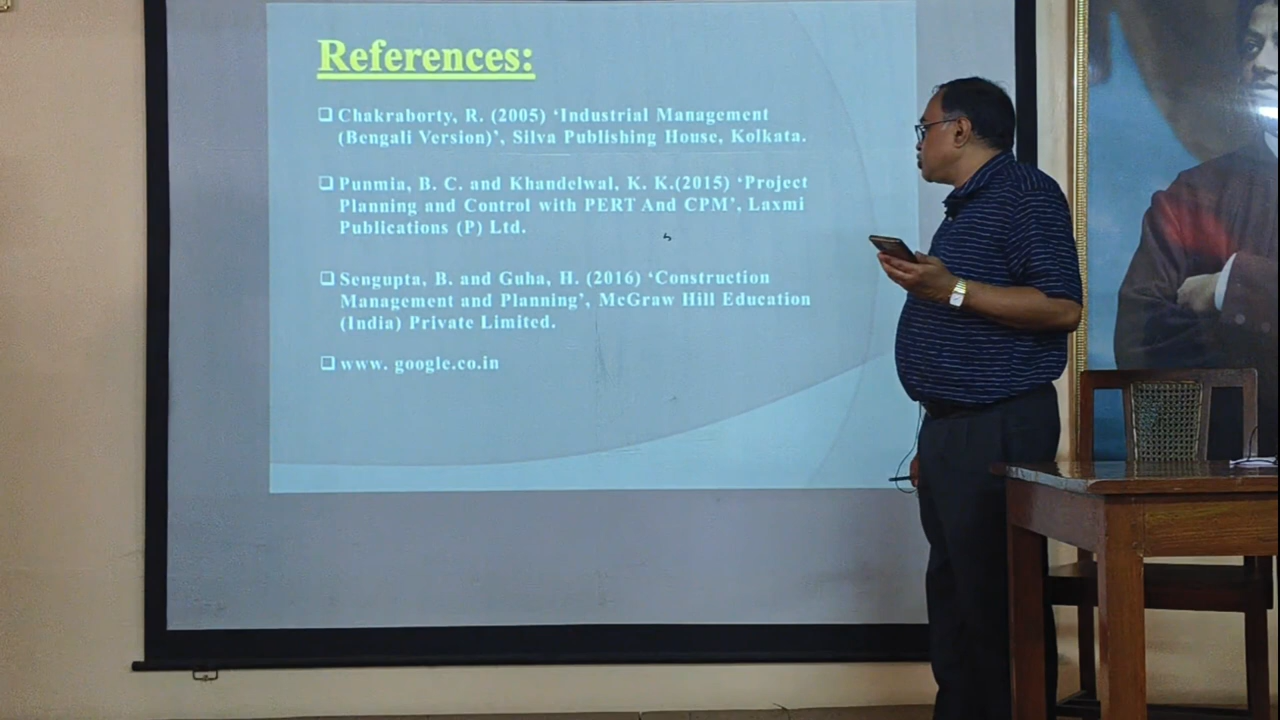 References:
❑ Chakraborty, R. (2005) ‘Industrial Management
(Bengali Version)’, Silva Publishing House, Kolkata.
❑ Punmia, B. C. and Khandelwal, K. K.(2015) ‘Project
Planning and Control with PERT And CPM’, Laxmi
Publications (P) Ltd.
❑ Sengupta, B. and Guha, H. (2016) ‘Construction
Management and Planning’, McGraw Hill Education
(India) Private Limited.
❑ www. google.co.in